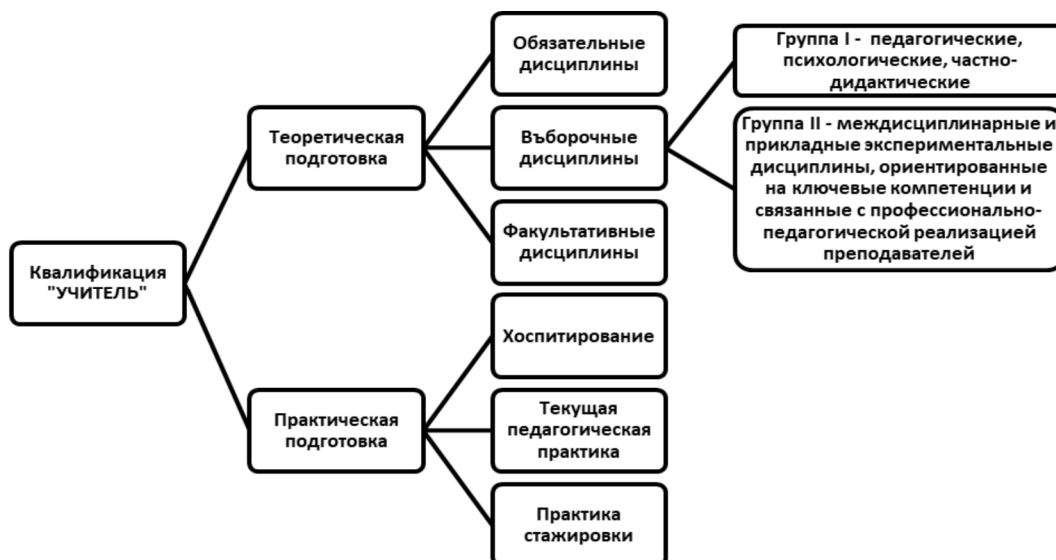 Квалификация
"УЧИТЕЛЬ"
Теоретическая
подготовка
Обязательные
дисциплины
Въборочные
дисциплины
Группа I -  педагогические,
психологические, частно-
дидактические
Группа II - междисциплинарные и
прикладные экспериментальные
дисциплины, ориентированные
на ключевые компетенции и
связанные с профессионально-
педагогической реализацией
преподавателей
Факультативные
дисциплины
Практическая
подготовка
Хоспитирование
Текущая
педагогическая
практика
Практика
стажировки